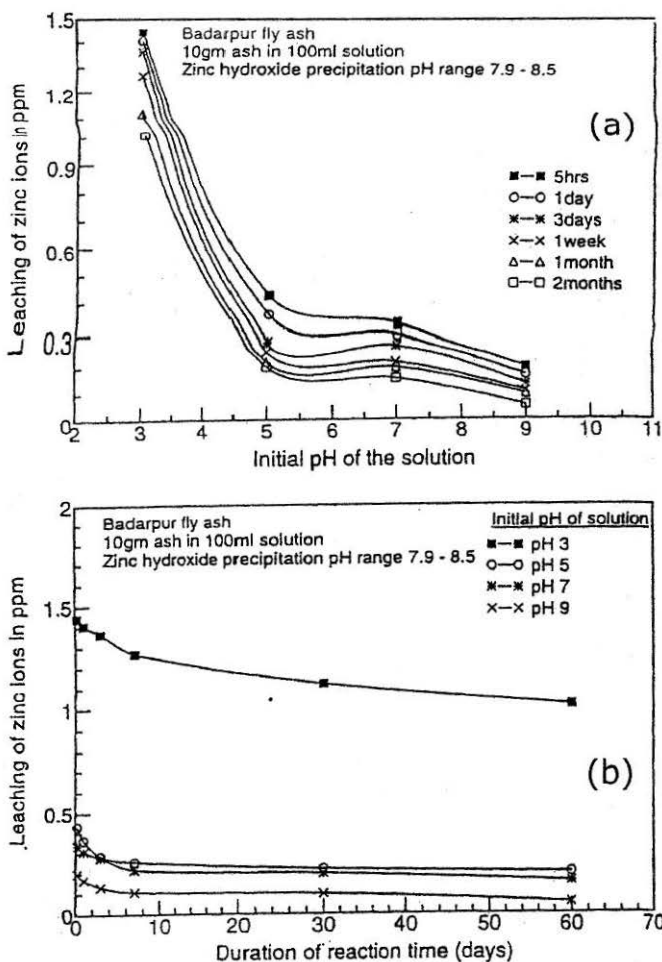 Badarpur fly ash
10gm ash in 100ml solution
Zinc hydroxide precipitation pH range 7.9 - 8.5
(a)
5hrs
1day
3days
1week
1month
2months
1.5
1.2
0.9
0.6
0.3
0
2 3 4 5 6 7 8 9 10 11
Leaching of zinc ions in ppm
Initial pH of the solution
Badarpur fly ash
10gm ash in 100ml solution
Zinc hydroxide precipitation pH range 7.9 - 8.5
Initial pH of solution
pH 3
pH 5
pH 7
pH 9
(b)
2
1.5
1
0.5
0
0 10 20 30 40 50 60 70
Leaching of zinc ions in ppm
Duration of reaction time (days)